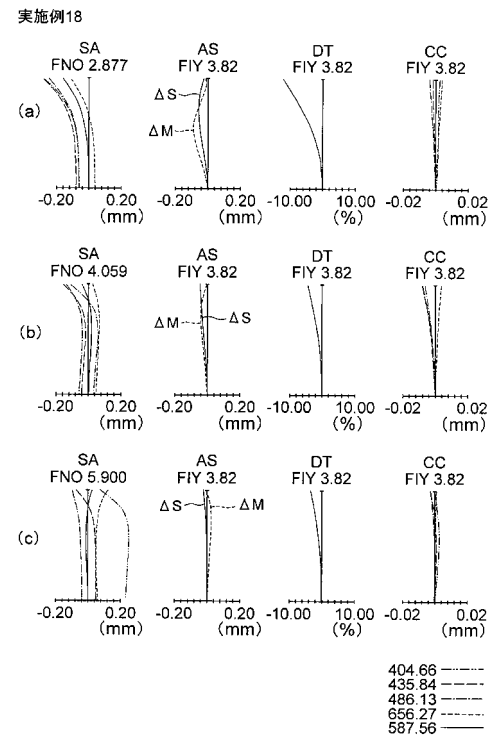 実施例18
SA AS DT CC
FNO 2.877 FIY 3.82 FIY 3.82 FIY 3.82
(a) ΔS
ΔM
-0.20 0.20 -0.20 0.20 -10.00 10.00 -0.02 0.02
(mm) (mm) (%) (mm)
SA AS DT CC
FNO 4.059 FIY 3.82 FIY 3.82 FIY 3.82
(b) ΔM ΔS
-0.20 0.20 -0.20 0.20 -10.00 10.00 -0.02 0.02
(mm) (mm) (%) (mm)
SA AS DT CC
FNO 5.900 FIY 3.82 FIY 3.82 FIY 3.82
ΔS ΔM
(c)
-0.20 0.20 -0.20 0.20 -10.00 10.00 -0.02 0.02
(mm) (mm) (%) (mm)
404.66
435.84
486.13
656.27
587.56